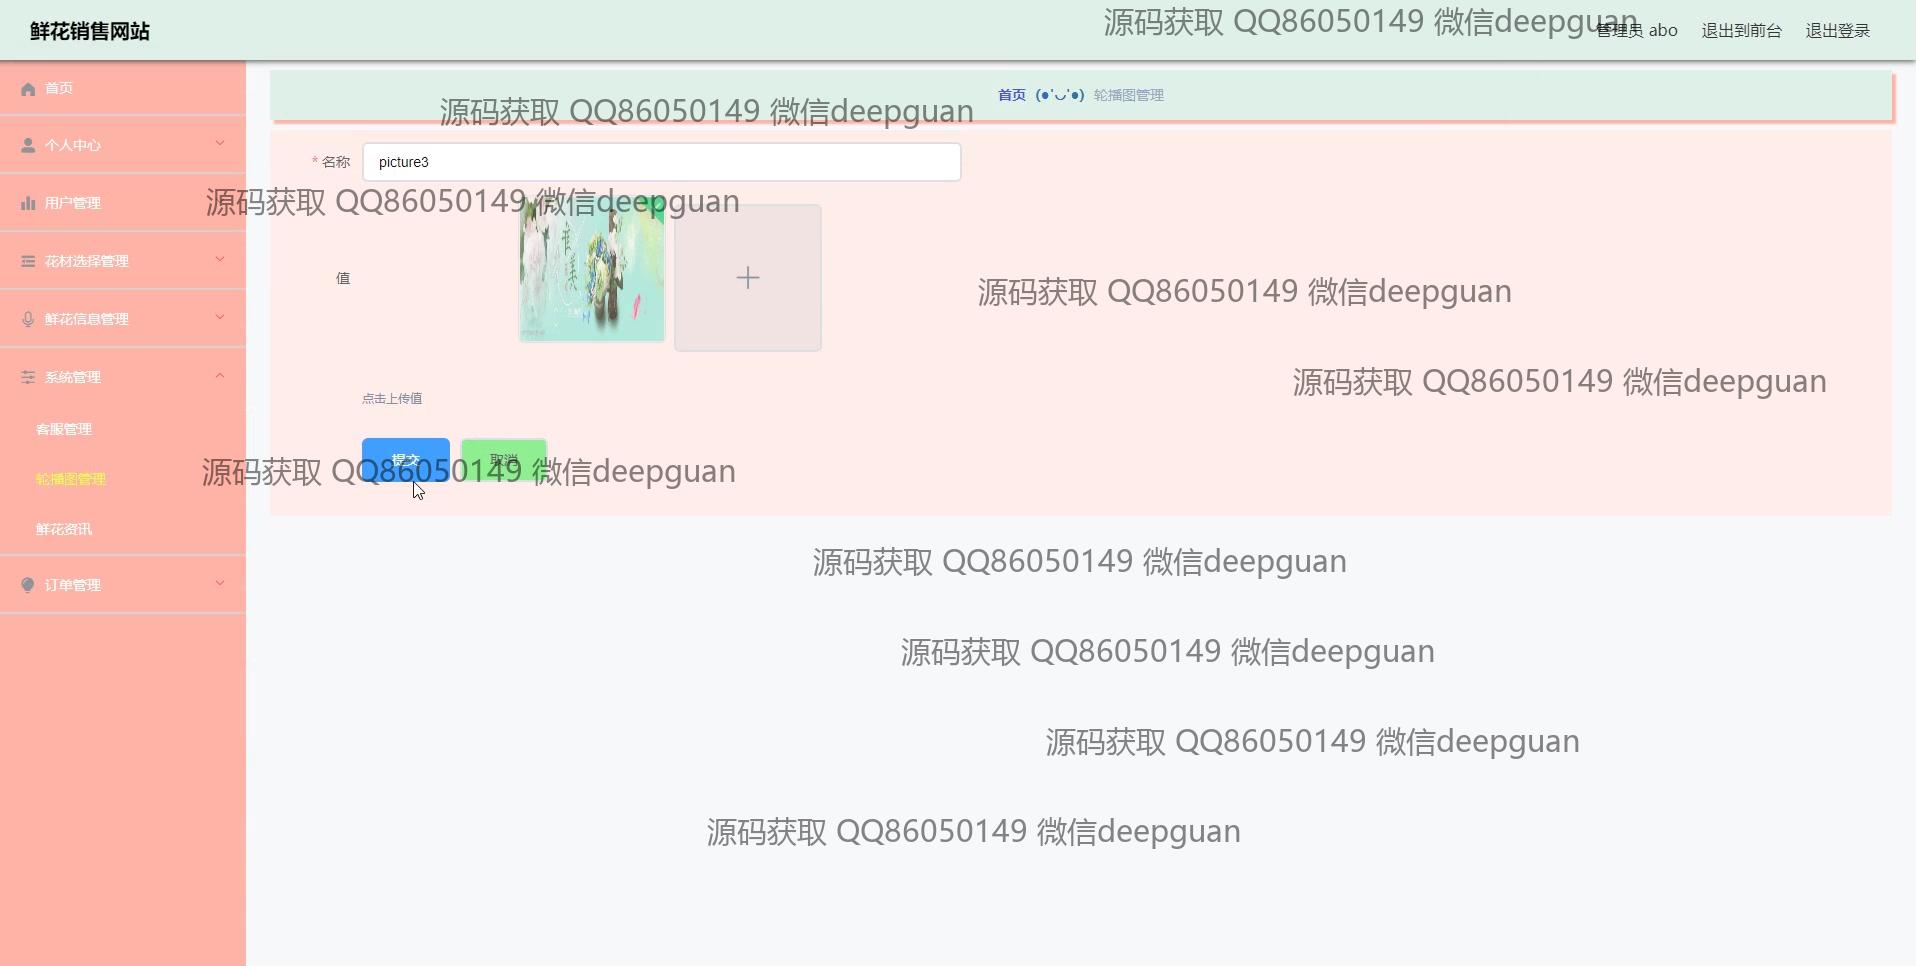 鲜花销售网站
源码获取 QQ86050149 微信deepguan
管理员 abo
退出到前台
退出登录
首页
个人中心
用户管理
花材选择管理
鲜花信息管理
系统管理
客服管理
轮播图管理
鲜花资讯
订单管理
首页 (●'◡'●) 轮播图管理
源码获取 QQ86050149 微信deepguan
* 名称 picture3
源码获取 QQ86050149 微信deepguan
值
源码获取 QQ86050149 微信deepguan
源码获取 QQ86050149 微信deepguan
点击上传值
提交
取消
源码获取 QQ86050149 微信deepguan
源码获取 QQ86050149 微信deepguan
源码获取 QQ86050149 微信deepguan
源码获取 QQ86050149 微信deepguan
源码获取 QQ86050149 微信deepguan